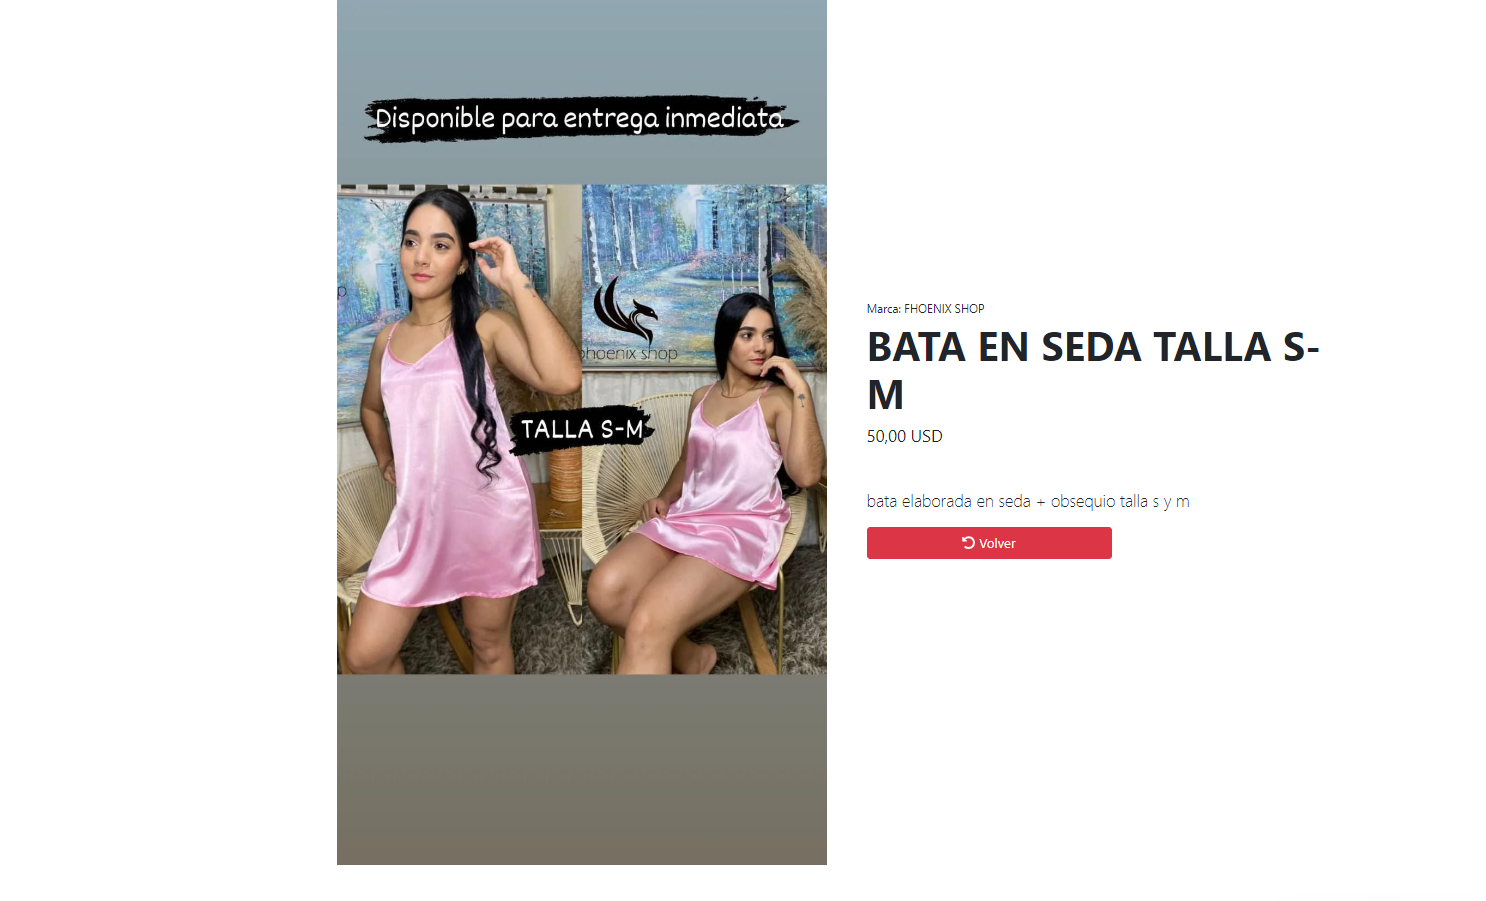 Disponible para entrega inmediata
p
phoenix shop
TALLA S-M
Marca: FHOENIX SHOP
BATA EN SEDA TALLA S-
M
50,00 USD
bata elaborada en seda + obsequio talla s y m
Volver